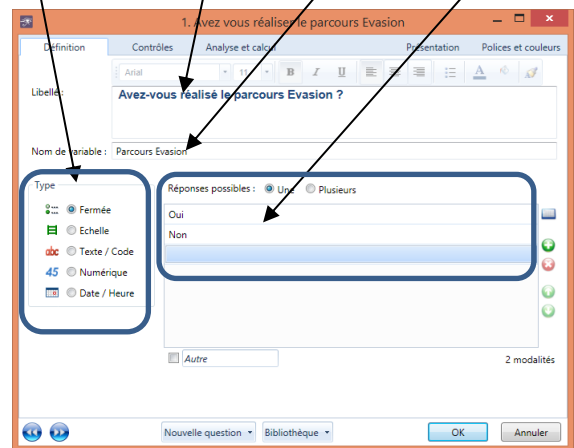 1. Avez vous réaliser le parcours Evasion
Définition Contrôles Analyse et calcul Présentation Polices et couleurs
Arial 11 B I U A
Libellé :
Avez-vous réalisé le parcours Evasion ?
Nom de variable : Parcours Evasion
Type
Réponses possibles : Une Plusieurs
Fermée
Oui
Echelle
Non
abc Texte / Code
45 Numérique
Date / Heure
Autre
2 modalités
Nouvelle question Bibliothèque OK Annuler